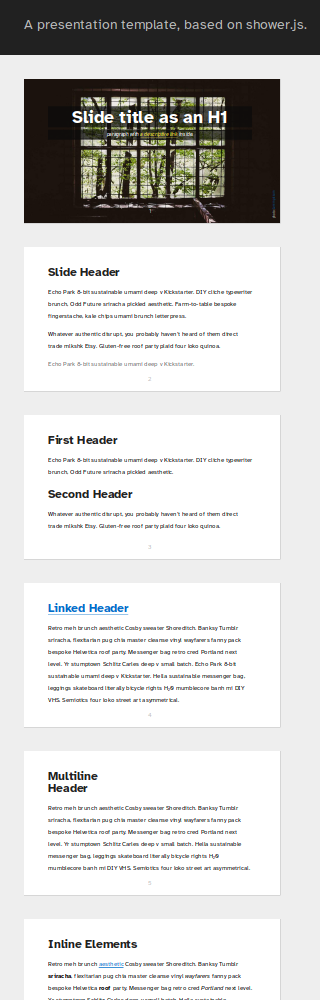 A presentation template, based on shower.js.
Slide title as an H1
paragraph with a descriptive link inside
1
Slide Header
Echo Park 8-bit sustainable umami deep v Kickstarter. DIY cliche typewriter
brunch. Odd Future sriracha pickled aesthetic. Farm-to-table bespoke
fingerstache, kale chips umami brunch letterpress.
Whatever authentic disrupt, you probably haven't heard of them direct
trade mlkshk Etsy. Gluten-free roof party plaid four loko quinoa.
Echo Park 8-bit sustainable umami deep v Kickstarter.
2
First Header
Echo Park 8-bit sustainable umami deep v Kickstarter. DIY cliche typewriter
brunch. Odd Future sriracha pickled aesthetic.
Second Header
Whatever authentic disrupt, you probably haven't heard of them direct
trade mlkshk Etsy. Gluten-free roof party plaid four loko quinoa.
3
Linked Header
Retro meh brunch aesthetic Cosby sweater Shoreditch. Banksy Tumblr
sriracha, flexitarian pug chia master cleanse vinyl wayfarers fanny pack
bespoke Helvetica roof party. Messenger bag retro cred Portland next
level. Yr stumptown Schlitz Carles deep v small batch. Echo Park 8-bit
sustainable umami deep v Kickstarter. Hella sustainable messenger bag,
leggings skateboard literally bicycle rights H₂0 mumblecore banh mi DIY
VHS. Semiotics four loko street art asymmetrical.
4
Multiline
Header
Retro meh brunch aesthetic Cosby sweater Shoreditch. Banksy Tumblr
sriracha, flexitarian pug chia master cleanse vinyl wayfarers fanny pack
bespoke Helvetica roof party. Messenger bag retro cred Portland next
level. Yr stumptown Schlitz Carles deep v small batch. Hella sustainable
messenger bag, leggings skateboard literally bicycle rights H₂0
mumblecore banh mi DIY VHS. Semiotics four loko street art asymmetrical.
5
Inline Elements
Retro meh brunch aesthetic Cosby sweater Shoreditch. Banksy Tumblr
sriracha, flexitarian pug chia master cleanse vinyl wayfarers fanny pack
bespoke Helvetica roof party. Messenger bag retro cred Portland next level.